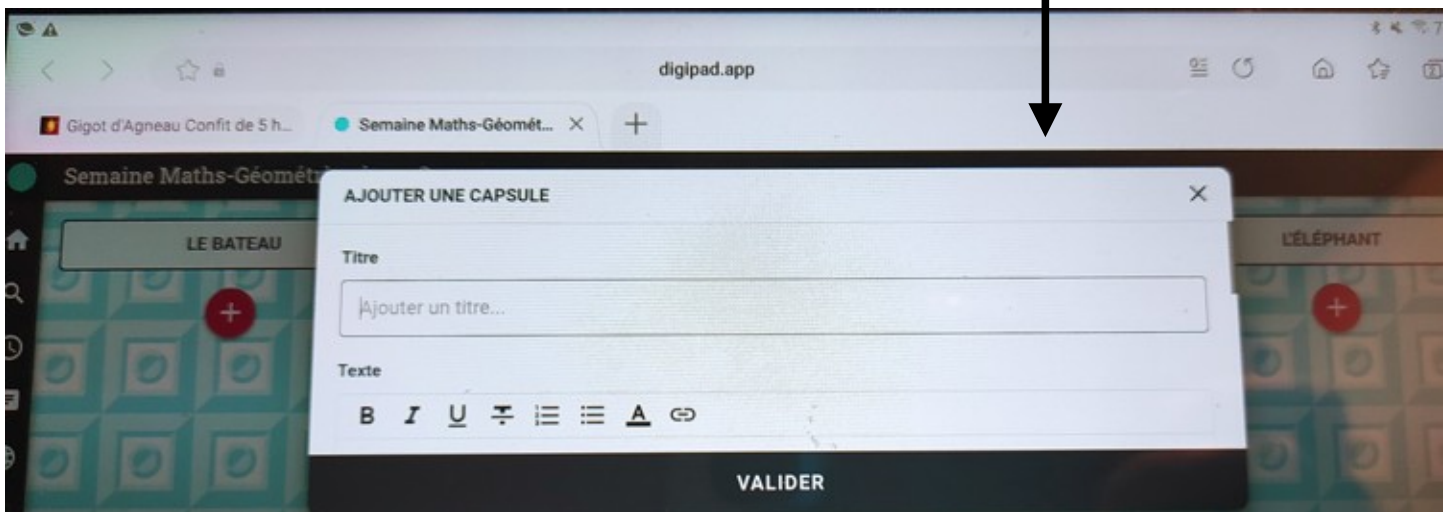 digipad.app
Gigot d'Agneau Confit de 5 h...
Semaine Maths-Géomét...
Semaine Maths-Géomét
AJOUTER UNE CAPSULE
LE BATEAU
L'ÉLÉPHANT
Titre
Ajouter un titre...
Texte
B I U A
VALIDER